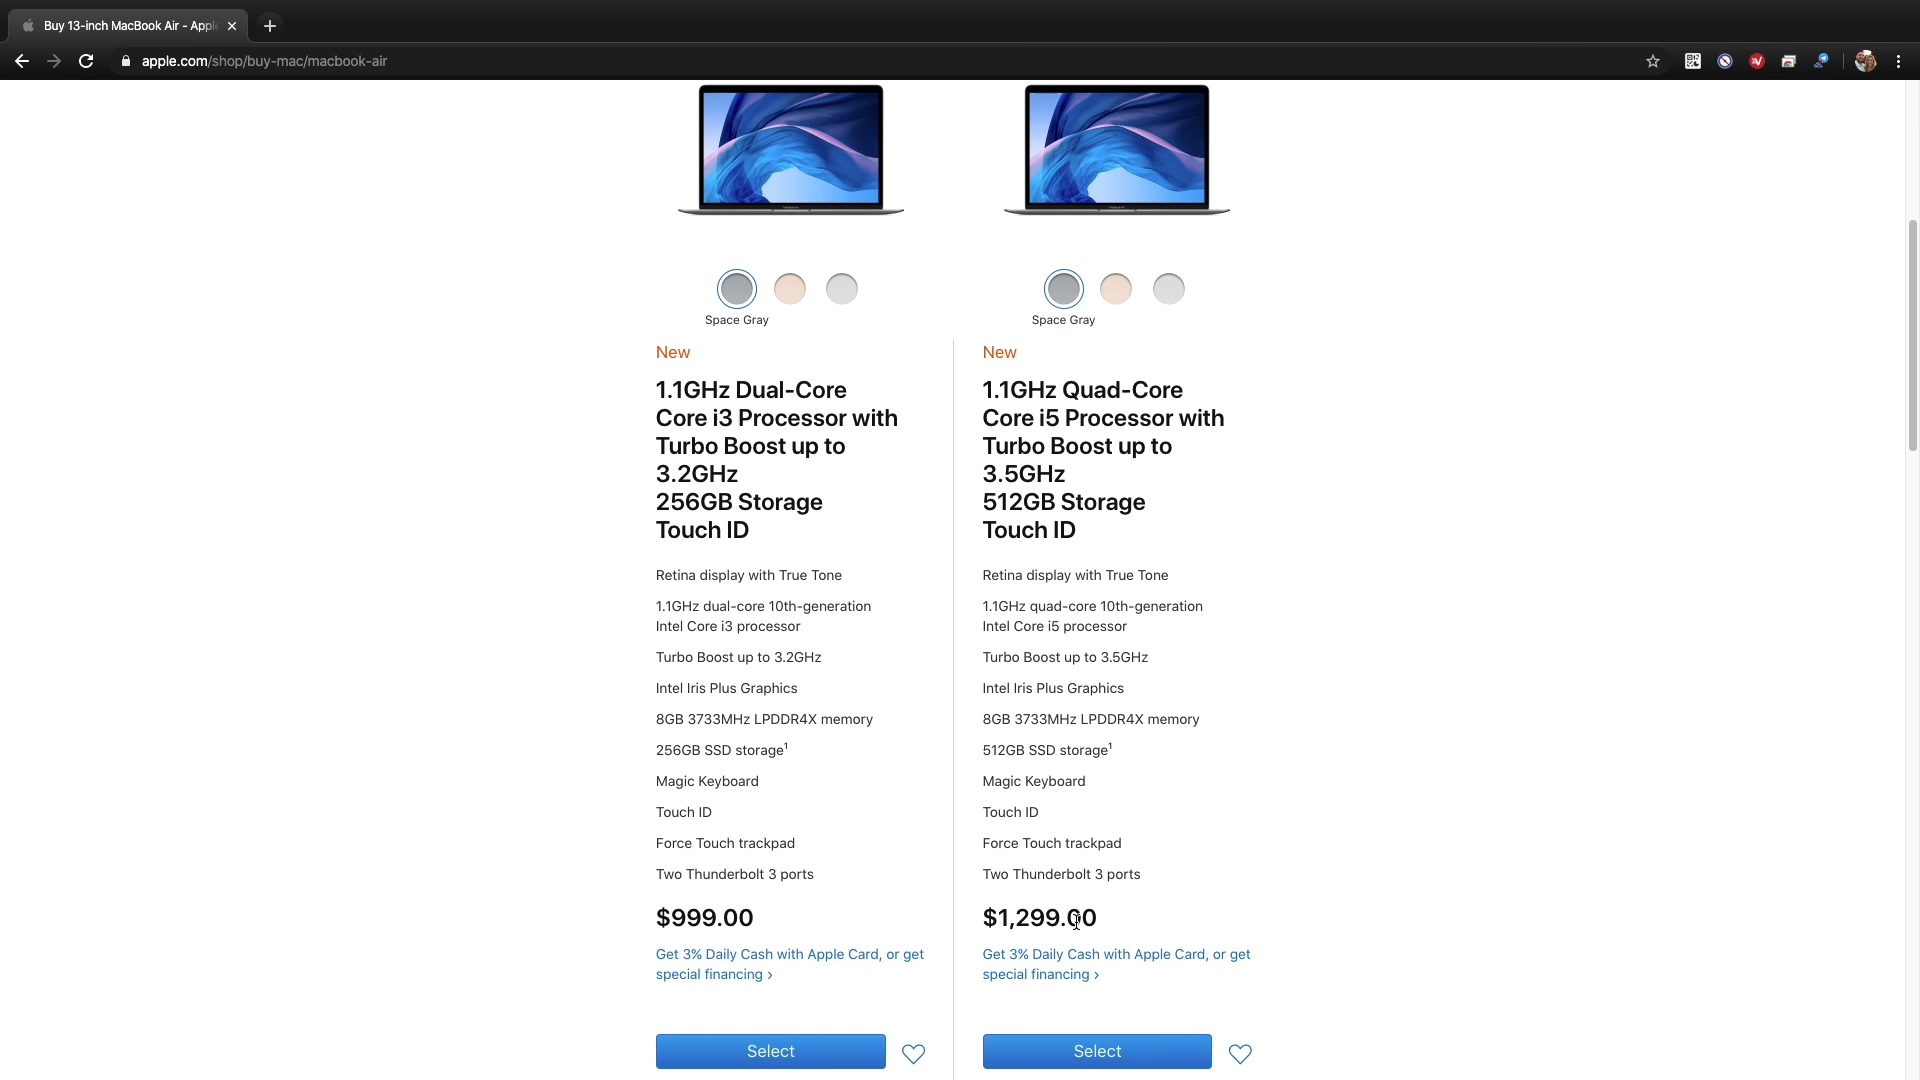 Buy 13-inch MacBook Air - Apple
apple.com/shop/buy-mac/macbook-air
Space Gray
New
1.1GHz Dual-Core
Core i3 Processor with
Turbo Boost up to
3.2GHz
256GB Storage
Touch ID
Retina display with True Tone
1.1GHz dual-core 10th-generation
Intel Core i3 processor
Turbo Boost up to 3.2GHz
Intel Iris Plus Graphics
8GB 3733MHz LPDDR4X memory
256GB SSD storage¹
Magic Keyboard
Touch ID
Force Touch trackpad
Two Thunderbolt 3 ports
$999.00
Get 3% Daily Cash with Apple Card, or get
special financing ›
Select
Space Gray
New
1.1GHz Quad-Core
Core i5 Processor with
Turbo Boost up to
3.5GHz
512GB Storage
Touch ID
Retina display with True Tone
1.1GHz quad-core 10th-generation
Intel Core i5 processor
Turbo Boost up to 3.5GHz
Intel Iris Plus Graphics
8GB 3733MHz LPDDR4X memory
512GB SSD storage¹
Magic Keyboard
Touch ID
Force Touch trackpad
Two Thunderbolt 3 ports
$1,299.00
Get 3% Daily Cash with Apple Card, or get
special financing ›
Select